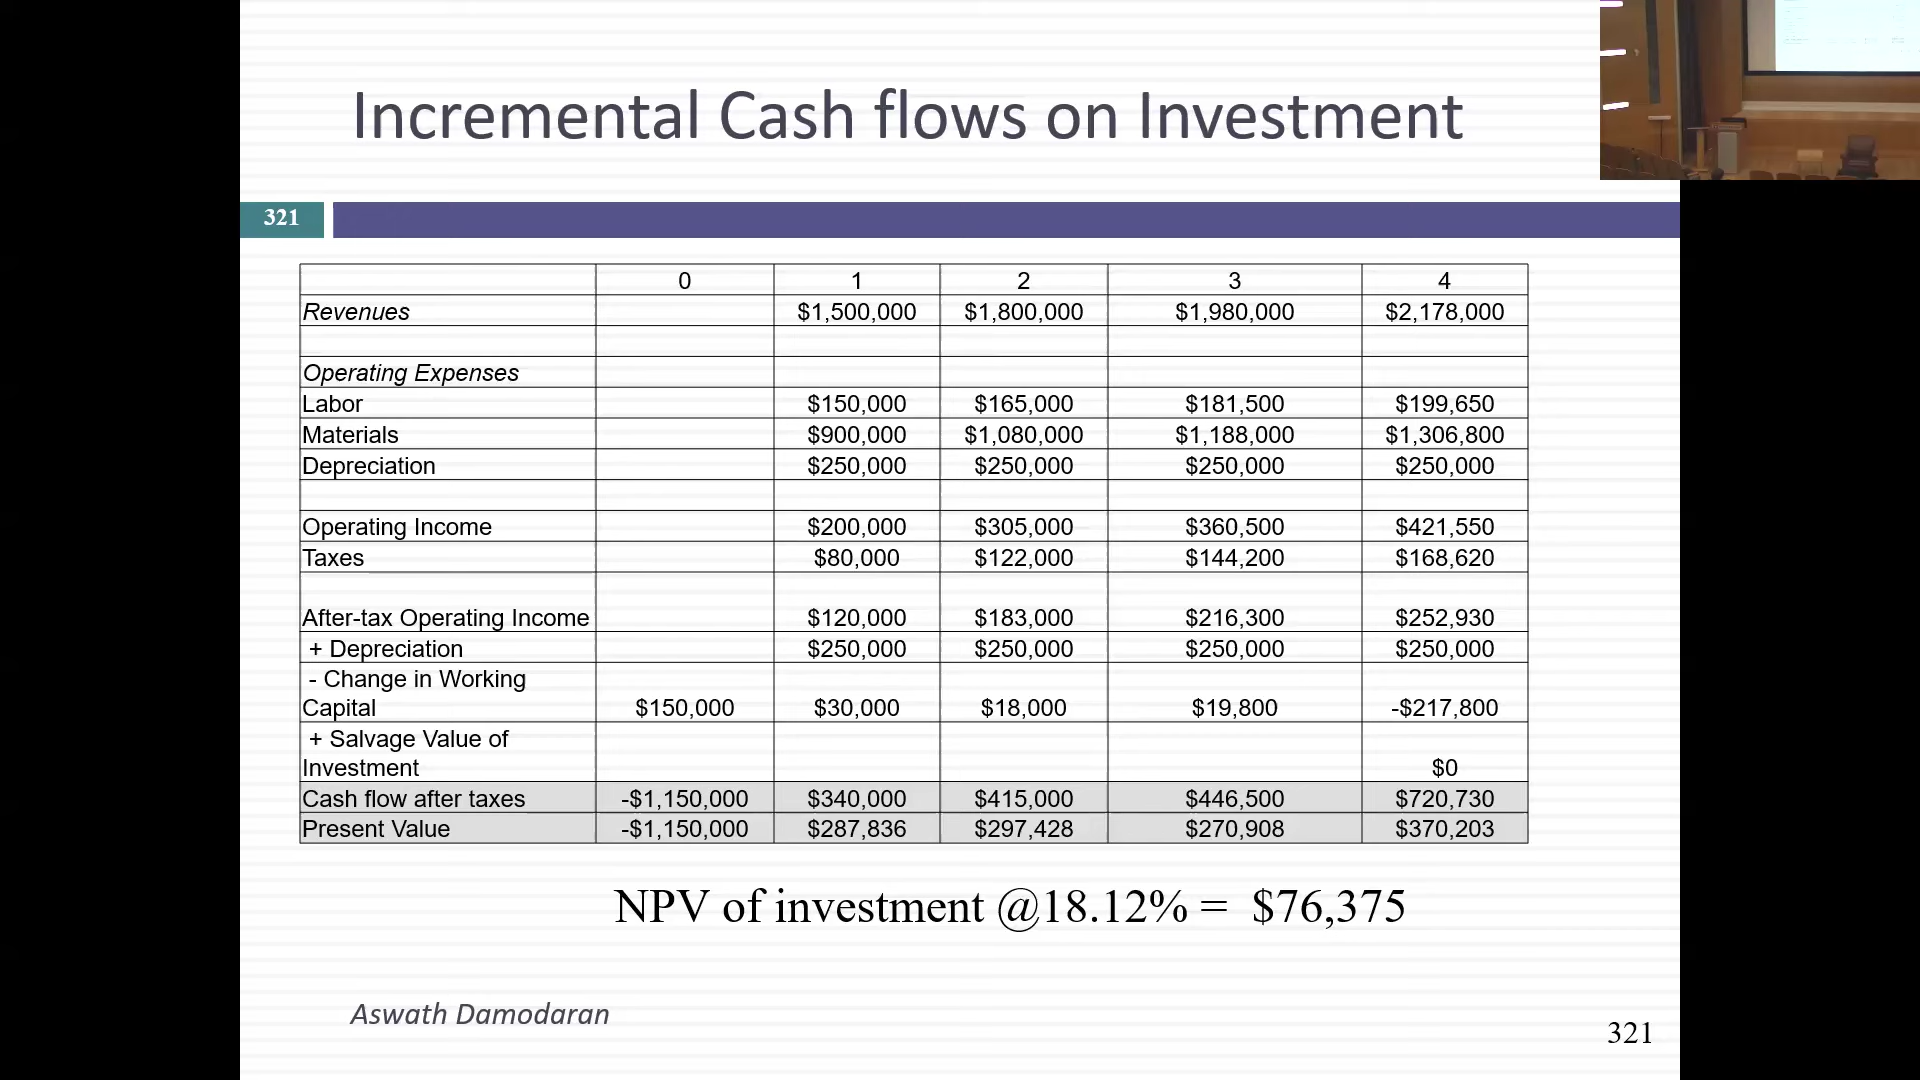 Incremental Cash flows on Investment
321
0 1 2 3 4
Revenues $1,500,000 $1,800,000 $1,980,000 $2,178,000
Operating Expenses
Labor $150,000 $165,000 $181,500 $199,650
Materials $900,000 $1,080,000 $1,188,000 $1,306,800
Depreciation $250,000 $250,000 $250,000 $250,000
Operating Income $200,000 $305,000 $360,500 $421,550
Taxes $80,000 $122,000 $144,200 $168,620
After-tax Operating Income $120,000 $183,000 $216,300 $252,930
+ Depreciation $250,000 $250,000 $250,000 $250,000
- Change in Working
Capital $150,000 $30,000 $18,000 $19,800 -$217,800
+ Salvage Value of
Investment $0
Cash flow after taxes -$1,150,000 $340,000 $415,000 $446,500 $720,730
Present Value -$1,150,000 $287,836 $297,428 $270,908 $370,203
NPV of investment @18.12% = $76,375
Aswath Damodaran
321